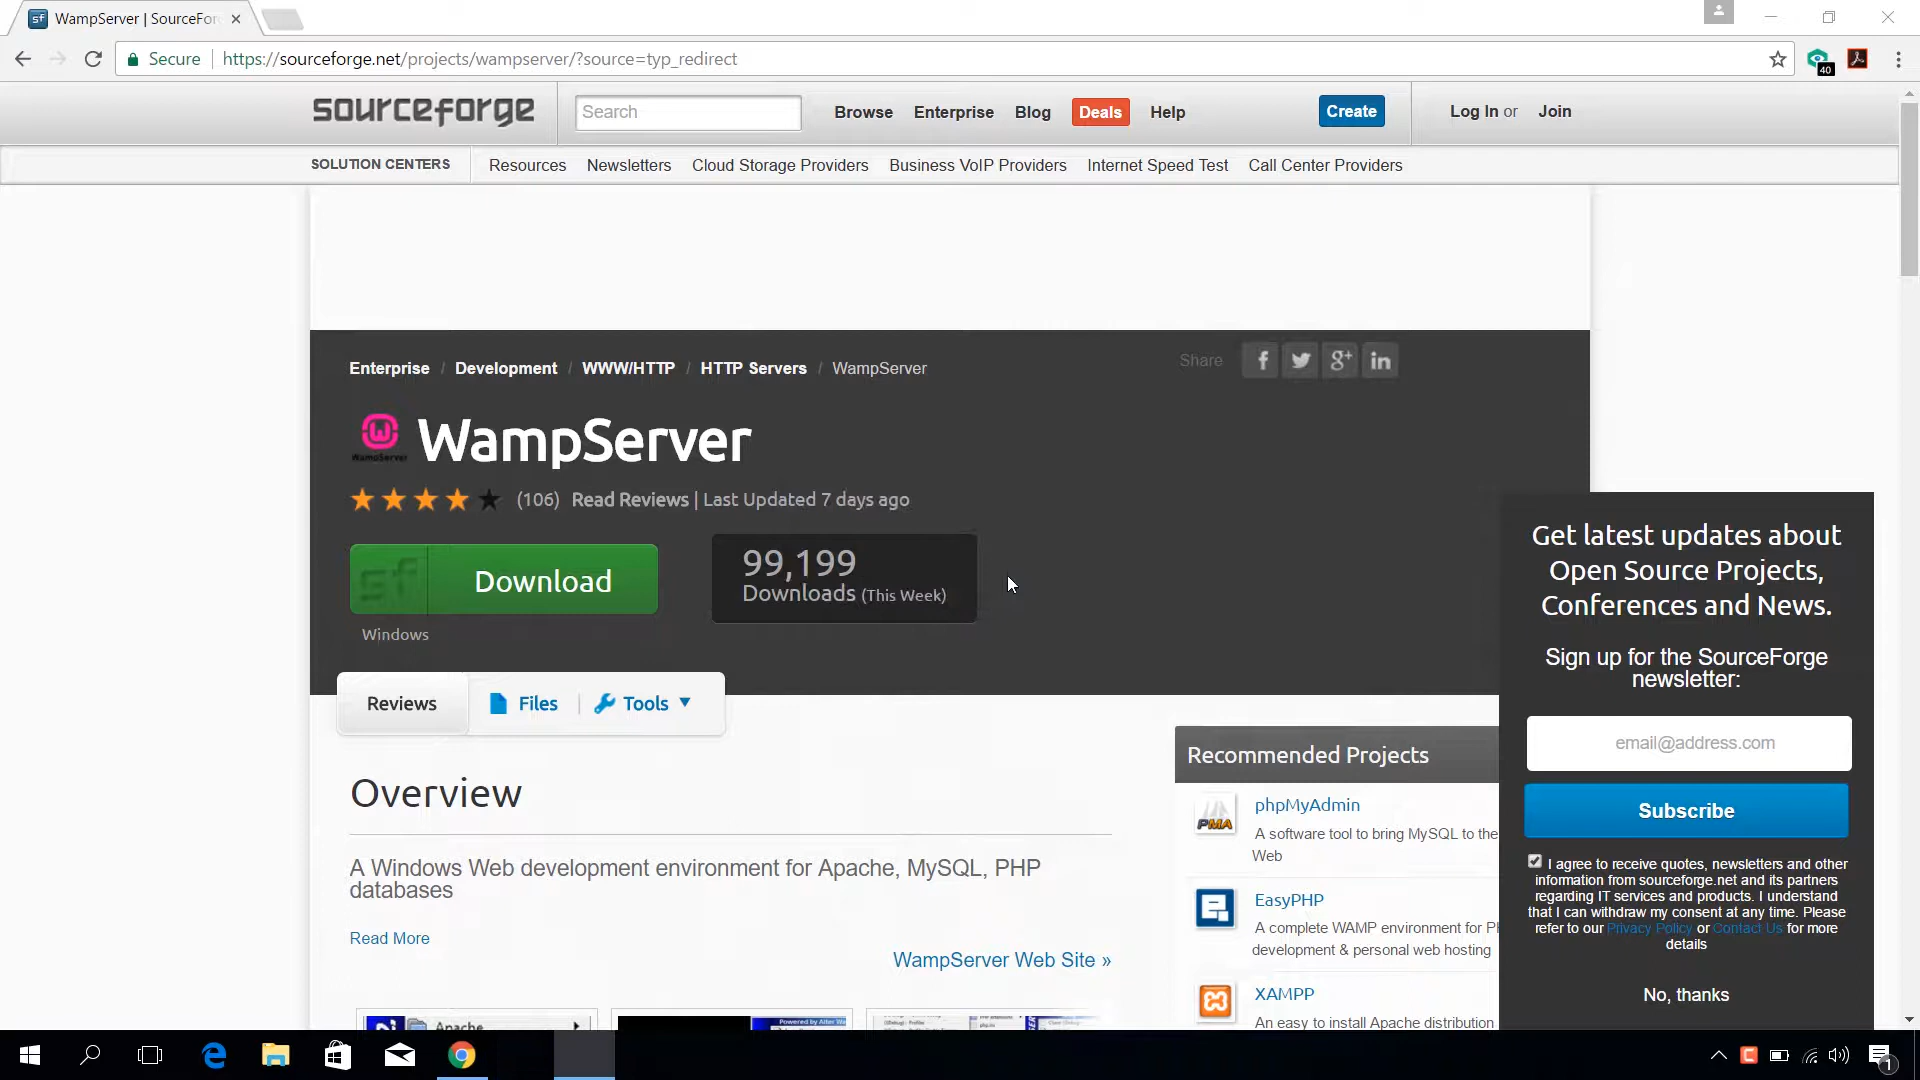 WampServer | SourceFor
Secure
https://sourceforge.net/projects/wampserver/?source=typ_redirect
40
sourceforge
Search
Browse Enterprise Blog Deals Help
Create
Log In or Join
SOLUTION CENTERS
Resources Newsletters Cloud Storage Providers Business VoIP Providers Internet Speed Test Call Center Providers
Enterprise / Development / WWW/HTTP / HTTP Servers / WampServer
Share
WampServer
WampServer
(106) Read Reviews | Last Updated 7 days ago
sf Download
Windows
99,199
Downloads (This Week)
Reviews
Files
Tools
Overview
A Windows Web development environment for Apache, MySQL, PHP
databases
Read More
WampServer Web Site »
Apache
Recommended Projects
PMA
phpMyAdmin
A software tool to bring MySQL to the
Web
EasyPHP
A complete WAMP environment for PH
development & personal web hosting
XAMPP
An easy to install Apache distribution
Get latest updates about
Open Source Projects,
Conferences and News.
Sign up for the SourceForge
newsletter:
email@address.com
Subscribe
I agree to receive quotes, newsletters and other
information from sourceforge.net and its partners
regarding IT services and products. I understand
that I can withdraw my consent at any time. Please
refer to our Privacy Policy or Contact Us for more
details
No, thanks
1